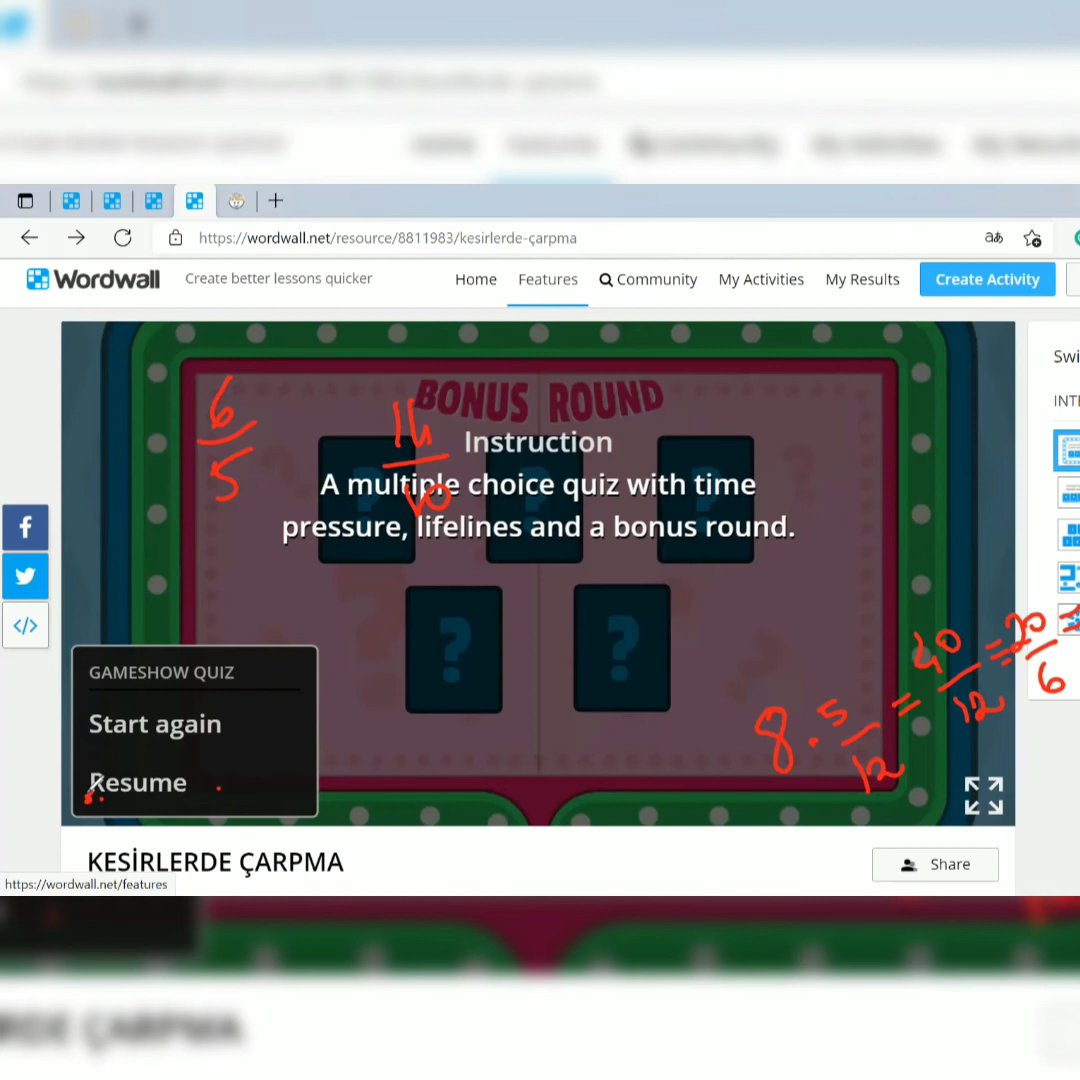 https://wordwall.net/resource/8811983/kesirlerde-çarpma
Wordwall
Create better lessons quicker
Home Features Community My Activities My Results Create Activity
BONUS ROUND
Instruction
A multiple choice quiz with time
pressure, lifelines and a bonus round.
6/5
14/10
8 . 5/12 = 40/12 = 20/6 =
GAMESHOW QUIZ
Start again
Resume
KESİRLERDE ÇARPMA
Share
https://wordwall.net/features